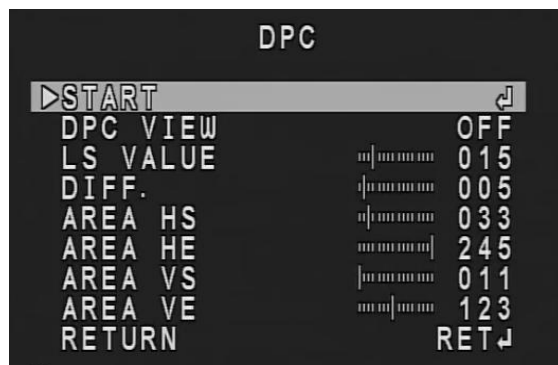 DPC
▷START ↲
DPC VIEW OFF
LS VALUE 015
DIFF. 005
AREA HS 033
AREA HE 245
AREA VS 011
AREA VE 123
RETURN RET↲